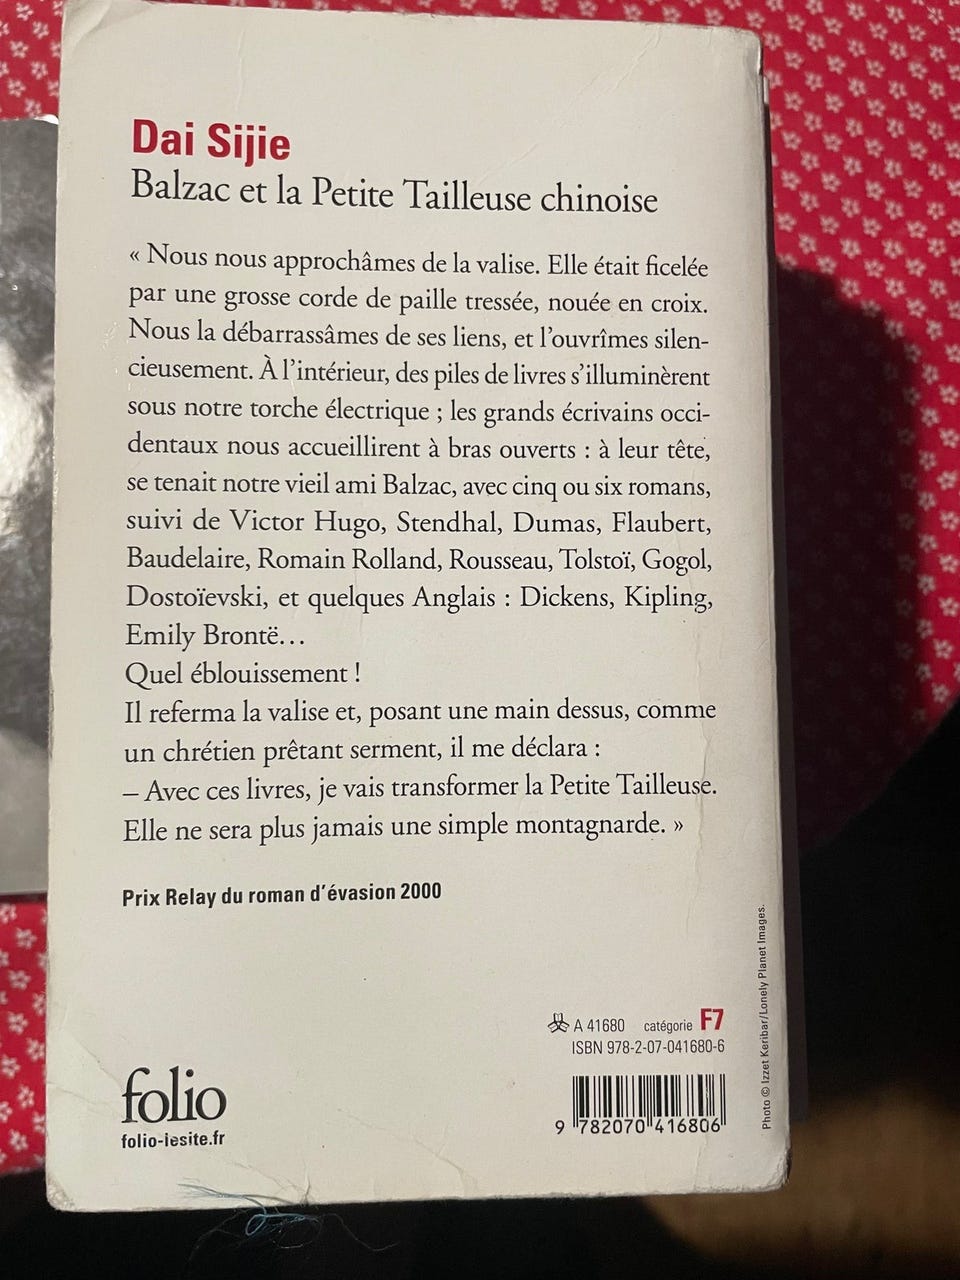 Dai Sijie
Balzac et la Petite Tailleuse chinoise
« Nous nous approchâmes de la valise. Elle était ficelée
par une grosse corde de paille tressée, nouée en croix.
Nous la débarrassâmes de ses liens, et l'ouvrîmes silen-
cieusement. À l'intérieur, des piles de livres s'illuminèrent
sous notre torche électrique ; les grands écrivains occi-
dentaux nous accueillirent à bras ouverts : à leur tête,
se tenait notre vieil ami Balzac, avec cinq ou six romans,
suivi de Victor Hugo, Stendhal, Dumas, Flaubert,
Baudelaire, Romain Rolland, Rousseau, Tolstoï, Gogol,
Dostoïevski, et quelques Anglais : Dickens, Kipling,
Emily Brontë...
Quel éblouissement !
Il referma la valise et, posant une main dessus, comme
un chrétien prêtant serment, il me déclara :
– Avec ces livres, je vais transformer la Petite Tailleuse.
Elle ne sera plus jamais une simple montagnarde. »
Prix Relay du roman d'évasion 2000
A 41680 catégorie F7
ISBN 978-2-07-041680-6
9 782070 416806
folio
folio-lesite.fr
Photo © Izzet Keribar/Lonely Planet Images.